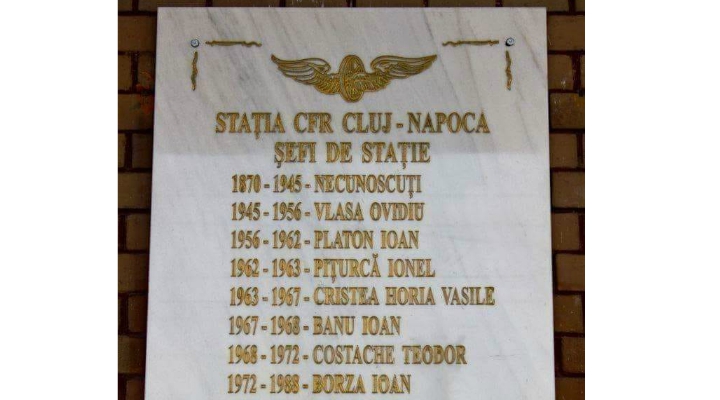 STAȚIA CFR CLUJ - NAPOCA
ȘEFI DE STAȚIE
1870 - 1945 - NECUNOSCUȚI
1945 - 1956 - VLASA OVIDIU
1956 - 1962 - PLATON IOAN
1962 - 1963 - PIȚURCĂ IONEL
1963 - 1967 - CRISTEA HORIA VASILE
1967 - 1968 - BANU IOAN
1968 - 1972 - COSTACHE TEODOR
1972 - 1988 - BORZA IOAN